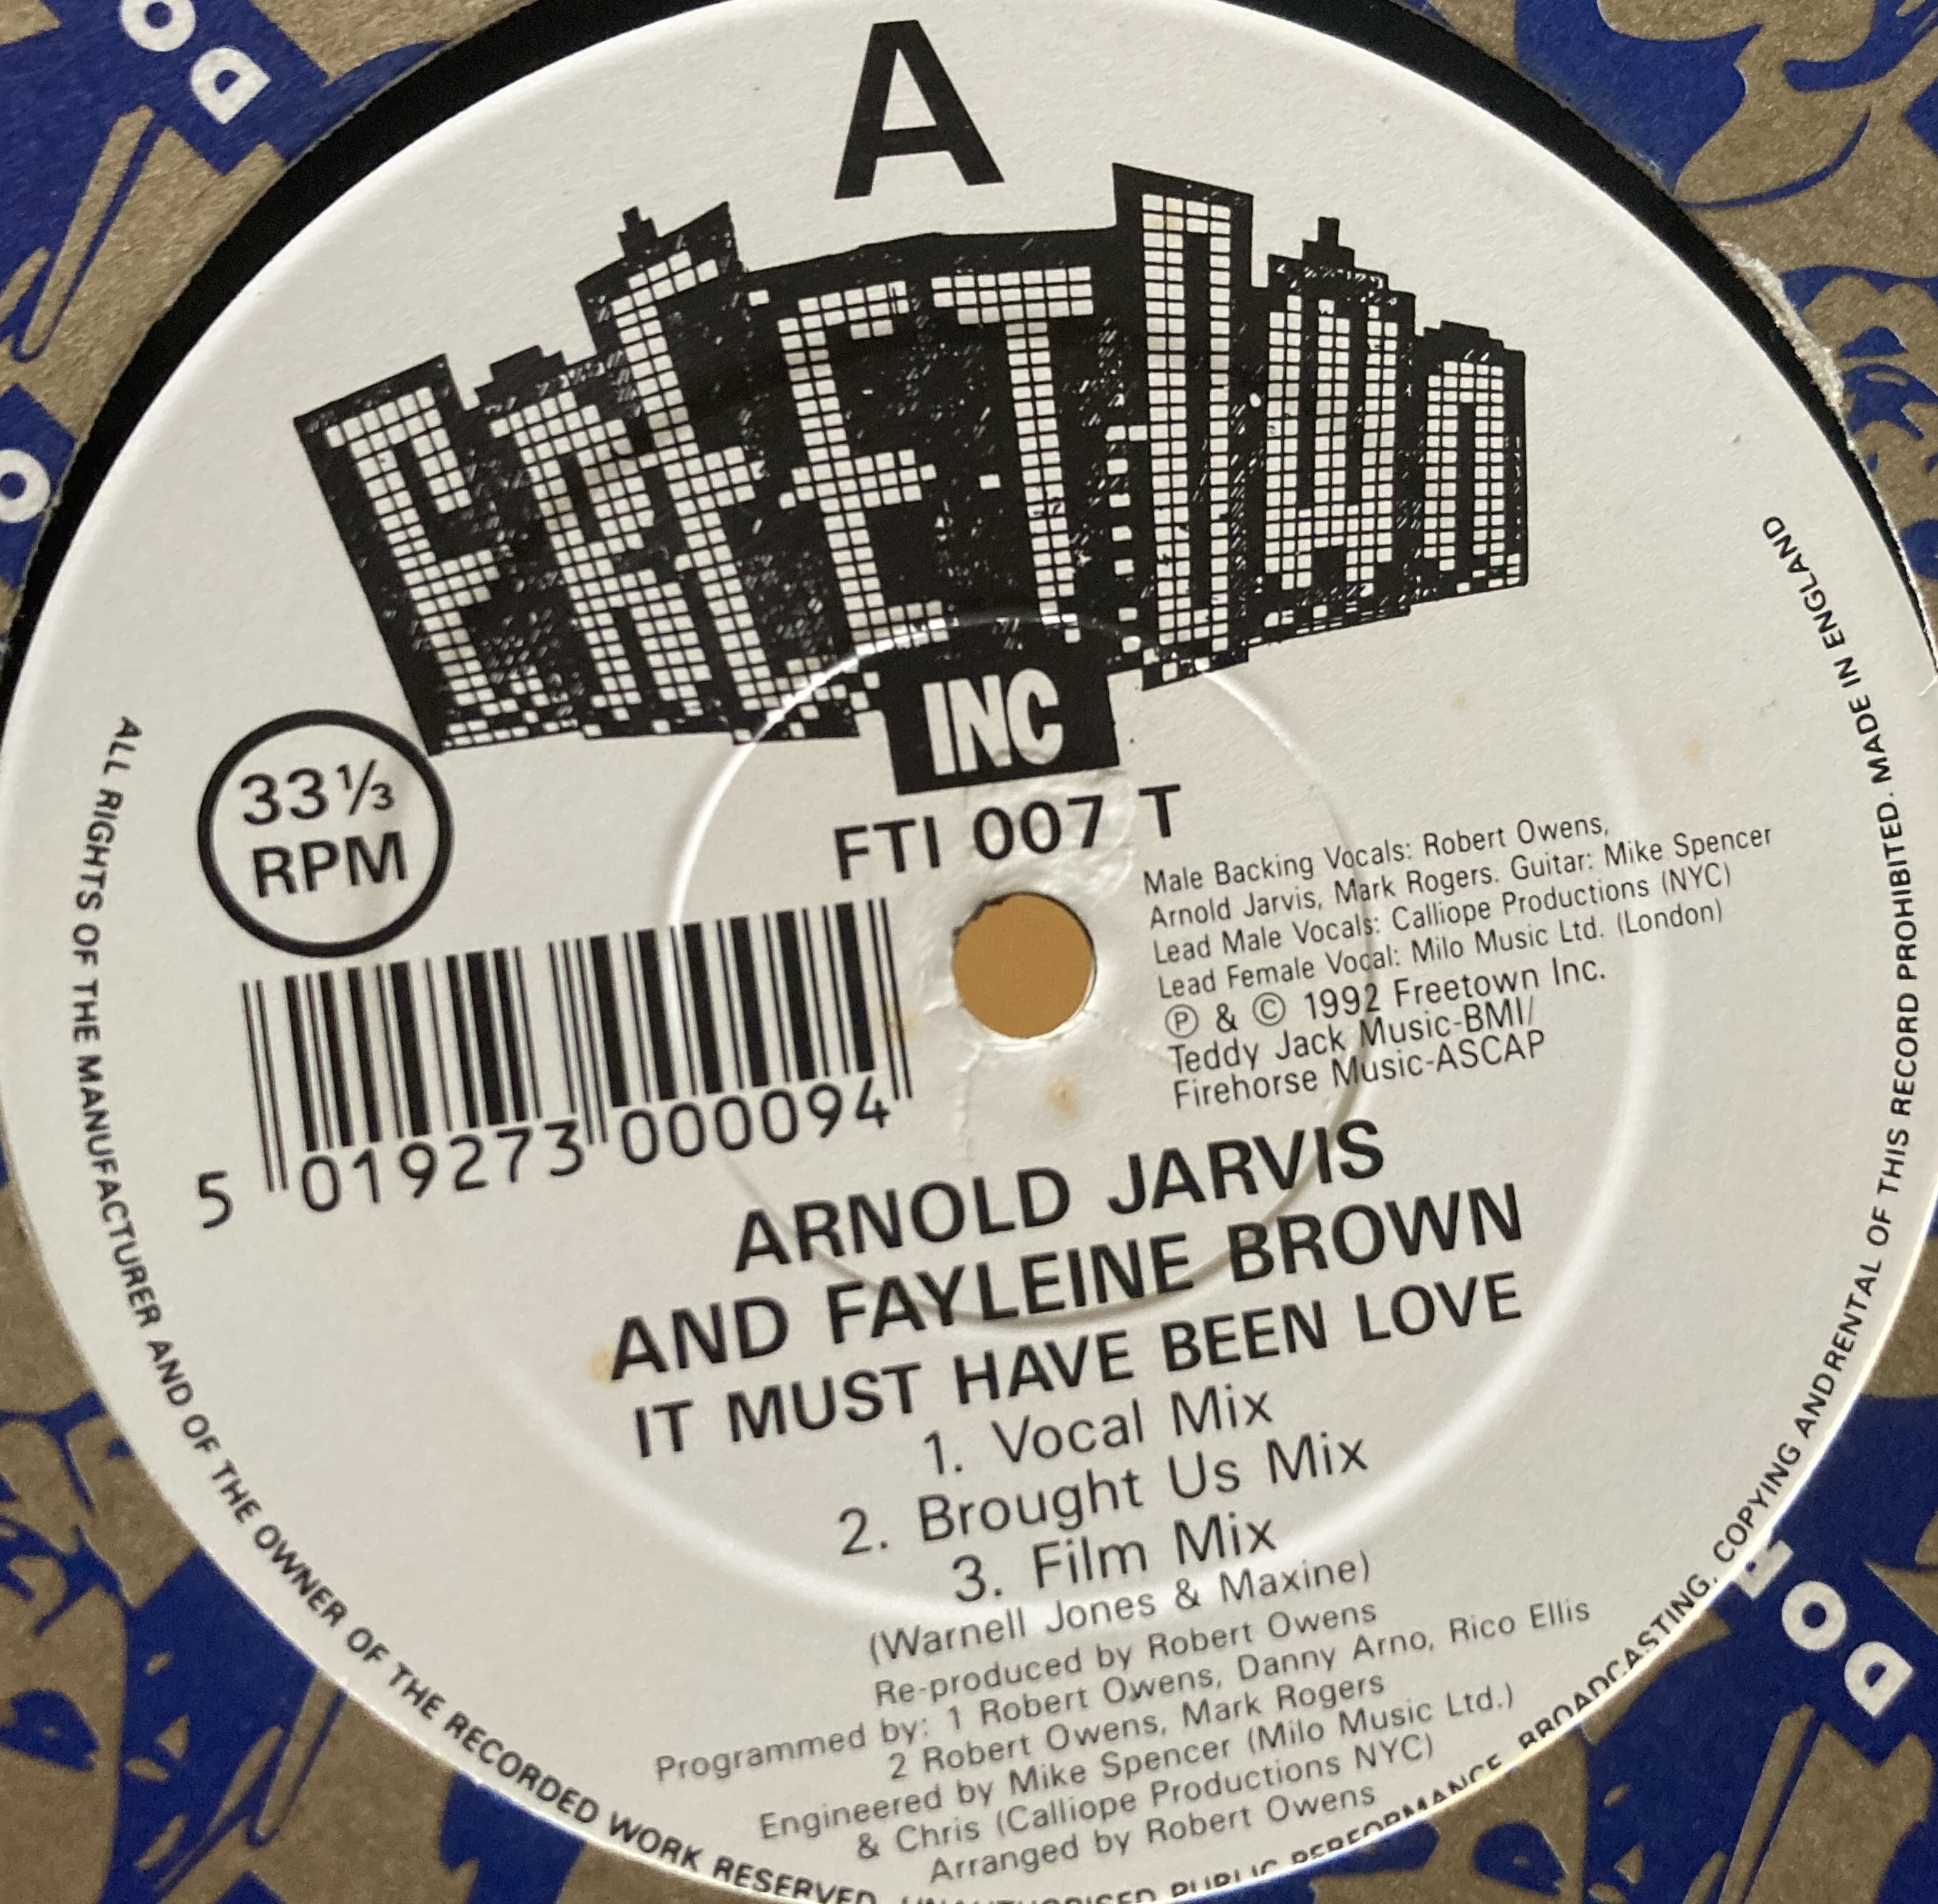 A
FREETOWN
INC
33⅓
RPM
FTI 007 T
Male Backing Vocals: Robert Owens,
Arnold Jarvis, Mark Rogers. Guitar: Mike Spencer
Lead Male Vocals: Calliope Productions (NYC)
Lead Female Vocal: Milo Music Ltd. (London)
Ⓟ & © 1992 Freetown Inc.
Teddy Jack Music-BMI/
Firehorse Music-ASCAP
5 019273 000094
ARNOLD JARVIS
AND FAYLEINE BROWN
IT MUST HAVE BEEN LOVE
1. Vocal Mix
2. Brought Us Mix
3. Film Mix
(Warnell Jones & Maxine)
Re-produced by Robert Owens
Programmed by: 1 Robert Owens, Danny Arno, Rico Ellis
2 Robert Owens, Mark Rogers
Engineered by Mike Spencer (Milo Music Ltd.)
& Chris (Calliope Productions NYC)
Arranged by Robert Owens
ALL RIGHTS OF THE MANUFACTURER AND OF THE OWNER OF THE RECORDED WORK RESERVED. UNAUTHORISED PUBLIC PERFORMANCE, BROADCASTING, COPYING AND RENTAL OF THIS RECORD PROHIBITED. MADE IN ENGLAND